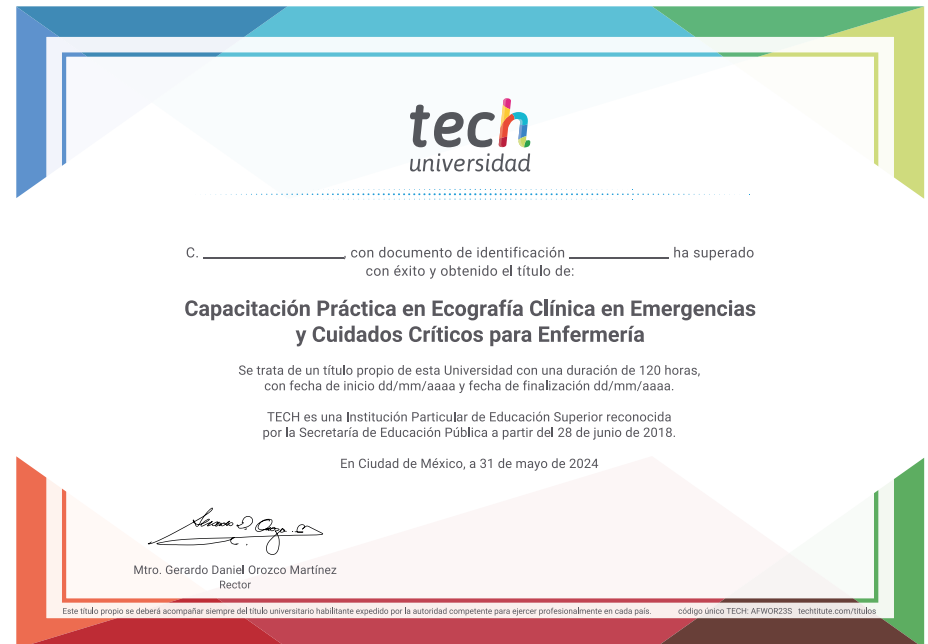 tech
universidad
C. ____________, con documento de identificación ____________ ha superado
con éxito y obtenido el título de:
Capacitación Práctica en Ecografía Clínica en Emergencias
y Cuidados Críticos para Enfermería
Se trata de un título propio de esta Universidad con una duración de 120 horas,
con fecha de inicio dd/mm/aaaa y fecha de finalización dd/mm/aaaa.
TECH es una Institución Particular de Educación Superior reconocida
por la Secretaría de Educación Pública a partir del 28 de junio de 2018.
En Ciudad de México, a 31 de mayo de 2024
Mtro. Gerardo Daniel Orozco Martínez
Rector
Este título propio se deberá acompañar siempre del título universitario habilitante expedido por la autoridad competente para ejercer profesionalmente en cada país. código único TECH: AFWOR23S techtitute.com/titulos